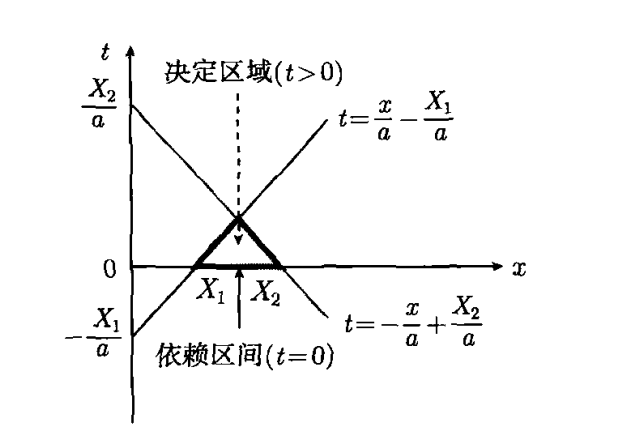 t
决定区域(t>0)
X₂/a
t=x/a−X₁/a
0
x
X₁
X₂
−X₁/a
t=−x/a+X₂/a
依赖区间(t=0)